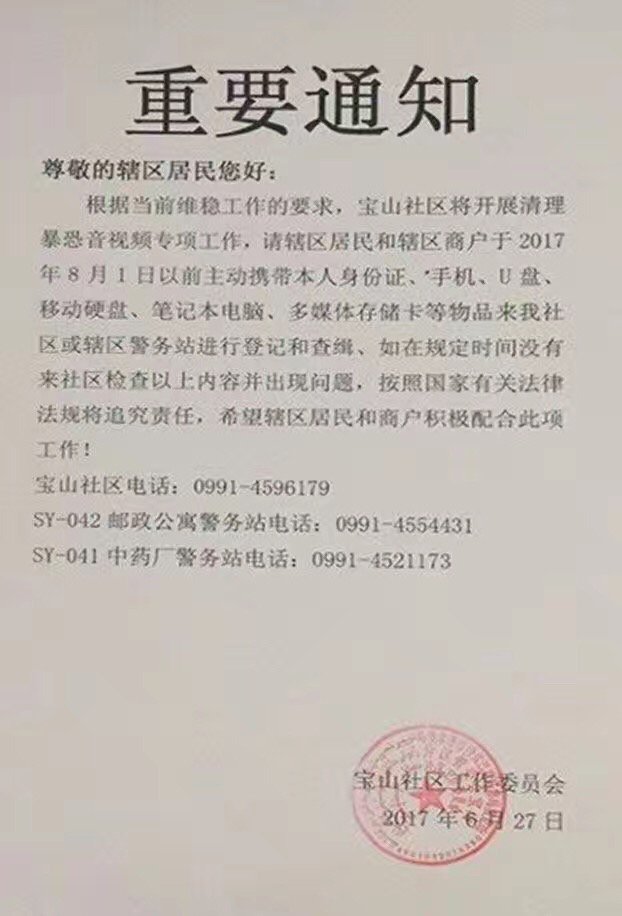 重要通知
尊敬的辖区居民您好：
根据当前维稳工作的要求，宝山社区将开展清理
暴恐音视频专项工作，请辖区居民和辖区商户于 2017
年 8 月 1 日以前主动携带本人身份证、手机、U 盘、
移动硬盘、笔记本电脑、多媒体存储卡等物品来我社
区或辖区警务站进行登记和查缉、如在规定时间没有
来社区检查以上内容并出现问题，按照国家有关法律
法规将追究责任，希望辖区居民和商户积极配合此项
工作！
宝山社区电话：0991-4596179
SY-042 邮政公寓警务站电话：0991-4554431
SY-041 中药厂警务站电话：0991-4521173
宝山社区工作委员会
2017 年 6 月 27 日